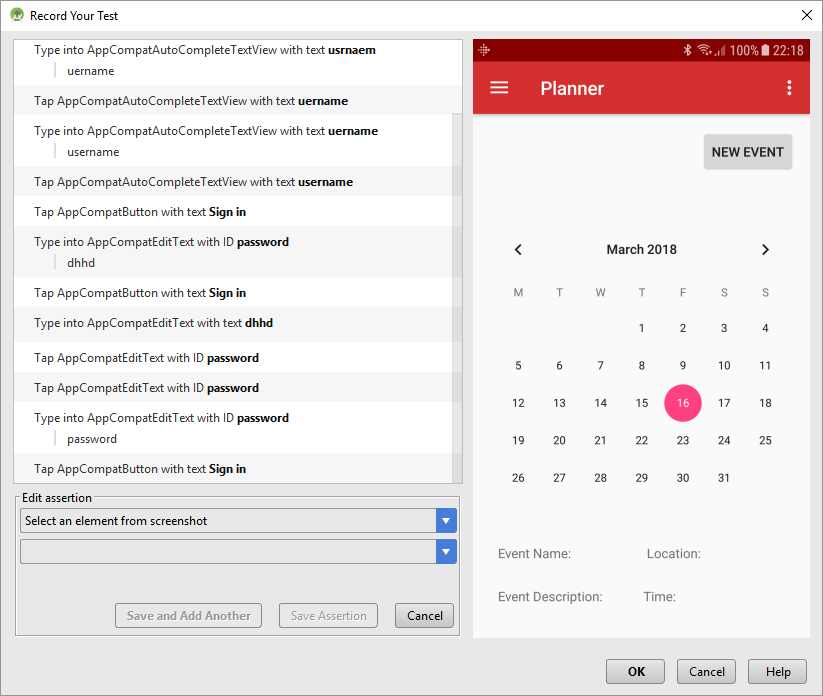 Record Your Test
Type into AppCompatAutoCompleteTextView with text usrnaem
uername
Tap AppCompatAutoCompleteTextView with text uername
Type into AppCompatAutoCompleteTextView with text uername
username
Tap AppCompatAutoCompleteTextView with text username
Tap AppCompatButton with text Sign in
Type into AppCompatEditText with ID password
dhhd
Tap AppCompatButton with text Sign in
Type into AppCompatEditText with text dhhd
Tap AppCompatEditText with ID password
Tap AppCompatEditText with ID password
Type into AppCompatEditText with ID password
password
Tap AppCompatButton with text Sign in
Edit assertion
Select an element from screenshot
Save and Add Another Save Assertion Cancel
100% 22:18
Planner
NEW EVENT
March 2018
M T W T F S S
1 2 3 4
5 6 7 8 9 10 11
12 13 14 15 16 17 18
19 20 21 22 23 24 25
26 27 28 29 30 31
Event Name: Location:
Event Description: Time:
OK Cancel Help